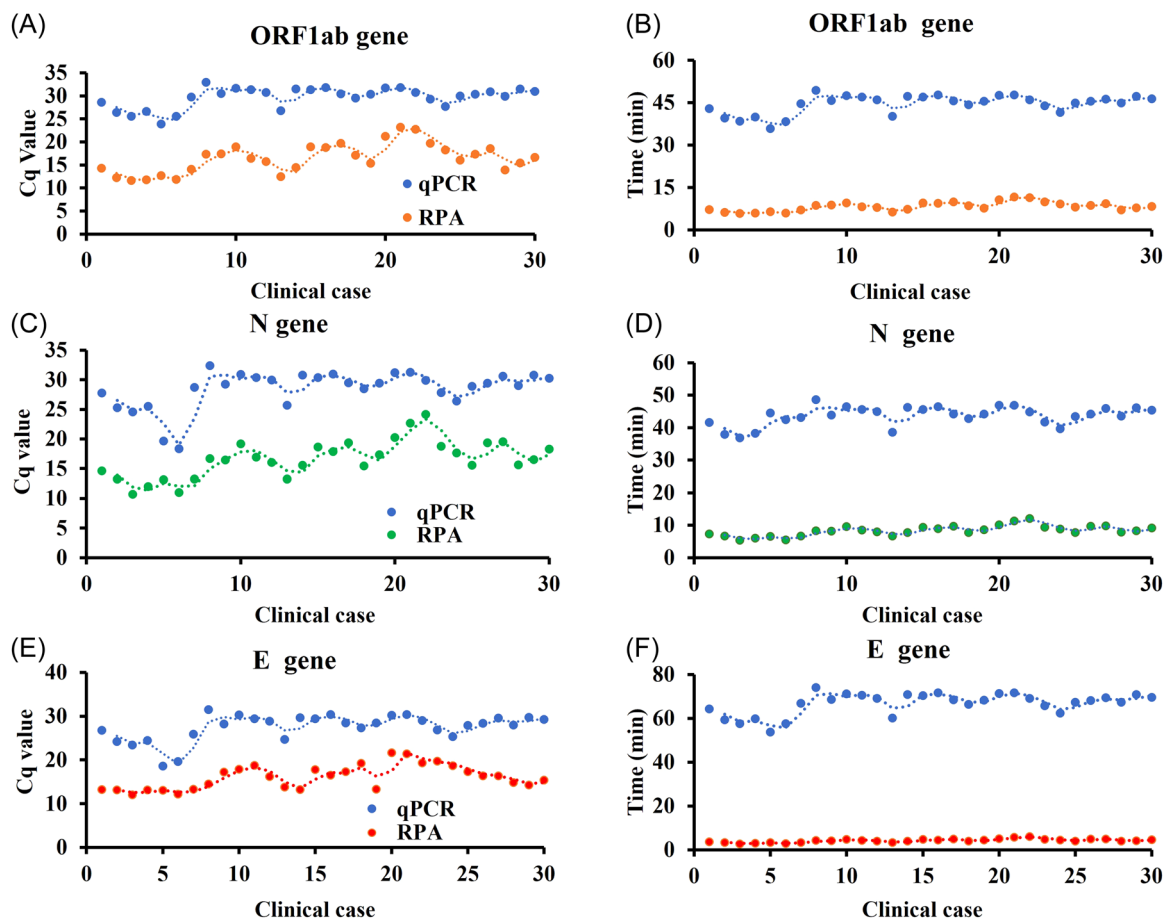 (A)
ORF1ab gene
35
30
25
20
15
10
5
0
Cq Value
qPCR
RPA
0 10 20 30
Clinical case
(B)
ORF1ab gene
60
45
30
15
0
Time (min)
0 10 20 30
Clinical case
(C)
N gene
35
30
25
20
15
10
5
0
Cq value
qPCR
RPA
0 10 20 30
Clinical case
(D)
N gene
60
50
40
30
20
10
0
Time (min)
0 10 20 30
Clinical case
(E)
E gene
40
30
20
10
0
Cq value
qPCR
RPA
0 5 10 15 20 25 30
Clinical case
(F)
E gene
80
60
40
20
0
Time (min)
0 5 10 15 20 25 30
Clinical case